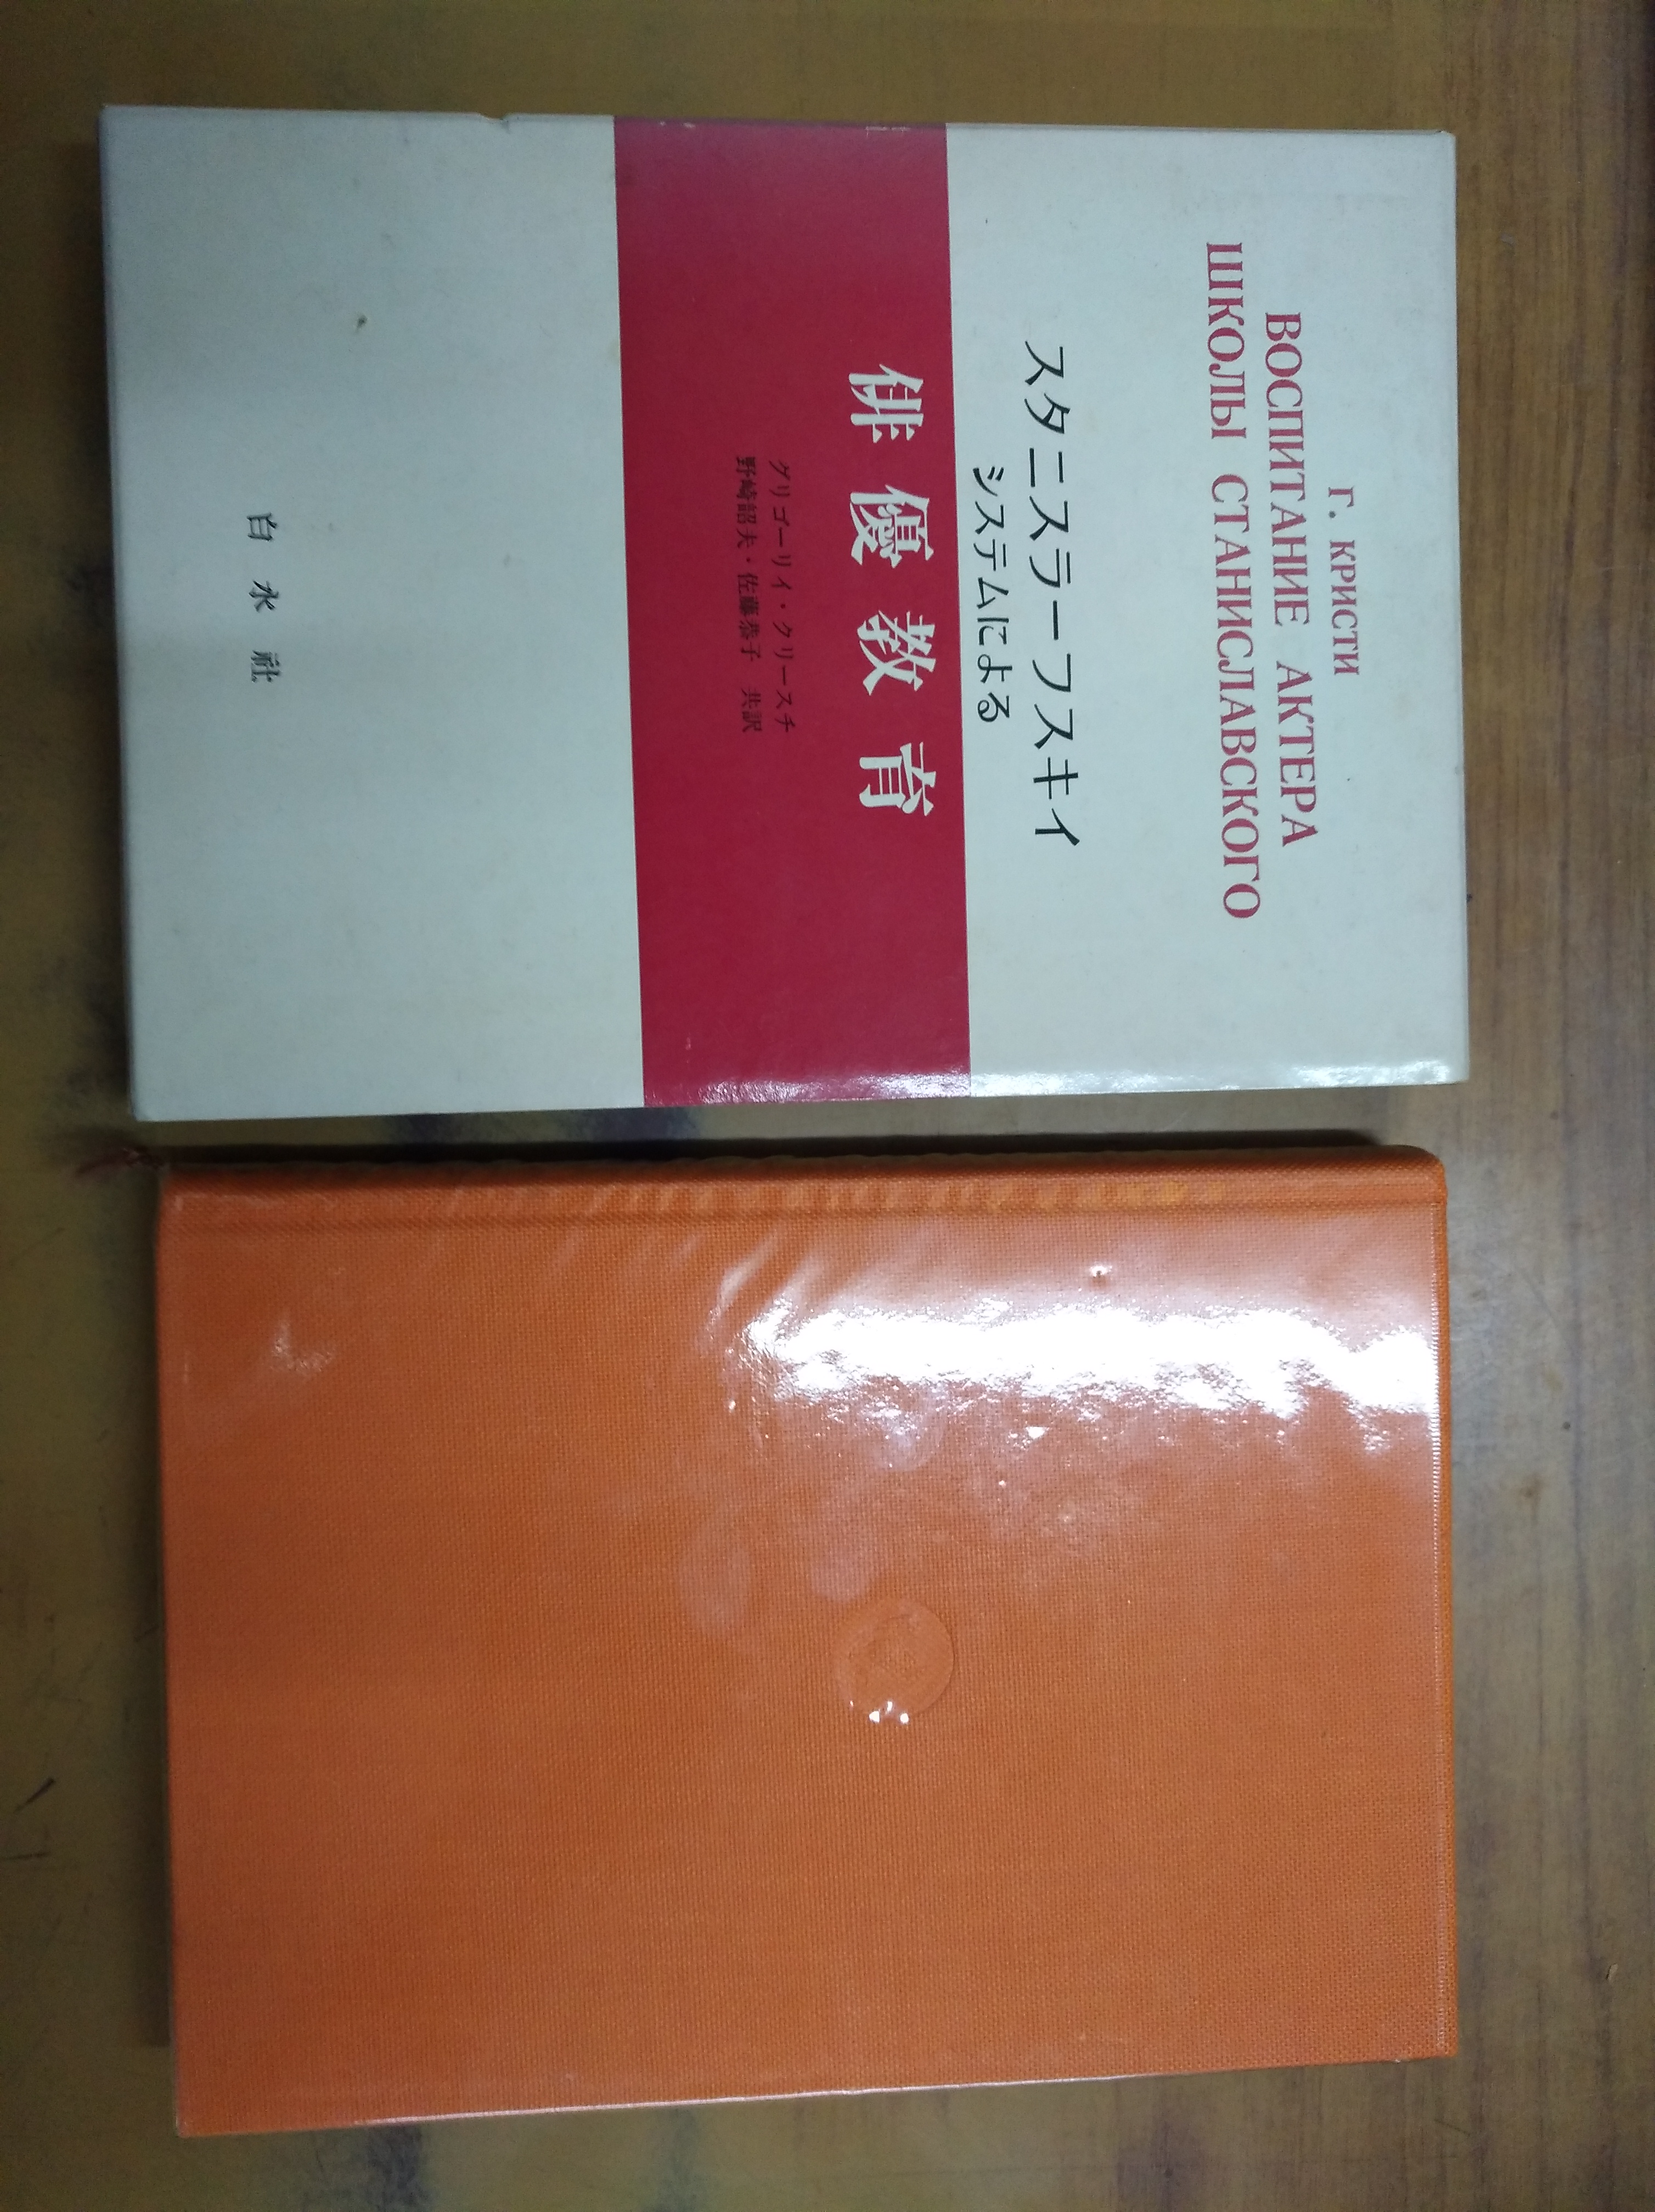 Г. КРИСТИ
ВОСПИТАНИЕ АКТЕРА
ШКОЛЫ СТАНИСЛАВСКОГО
スタニスラーフスキイ
システムによる
俳優教育
グリゴーリイ・クリースチ
野崎韶夫・佐藤恭子 共訳
白水社